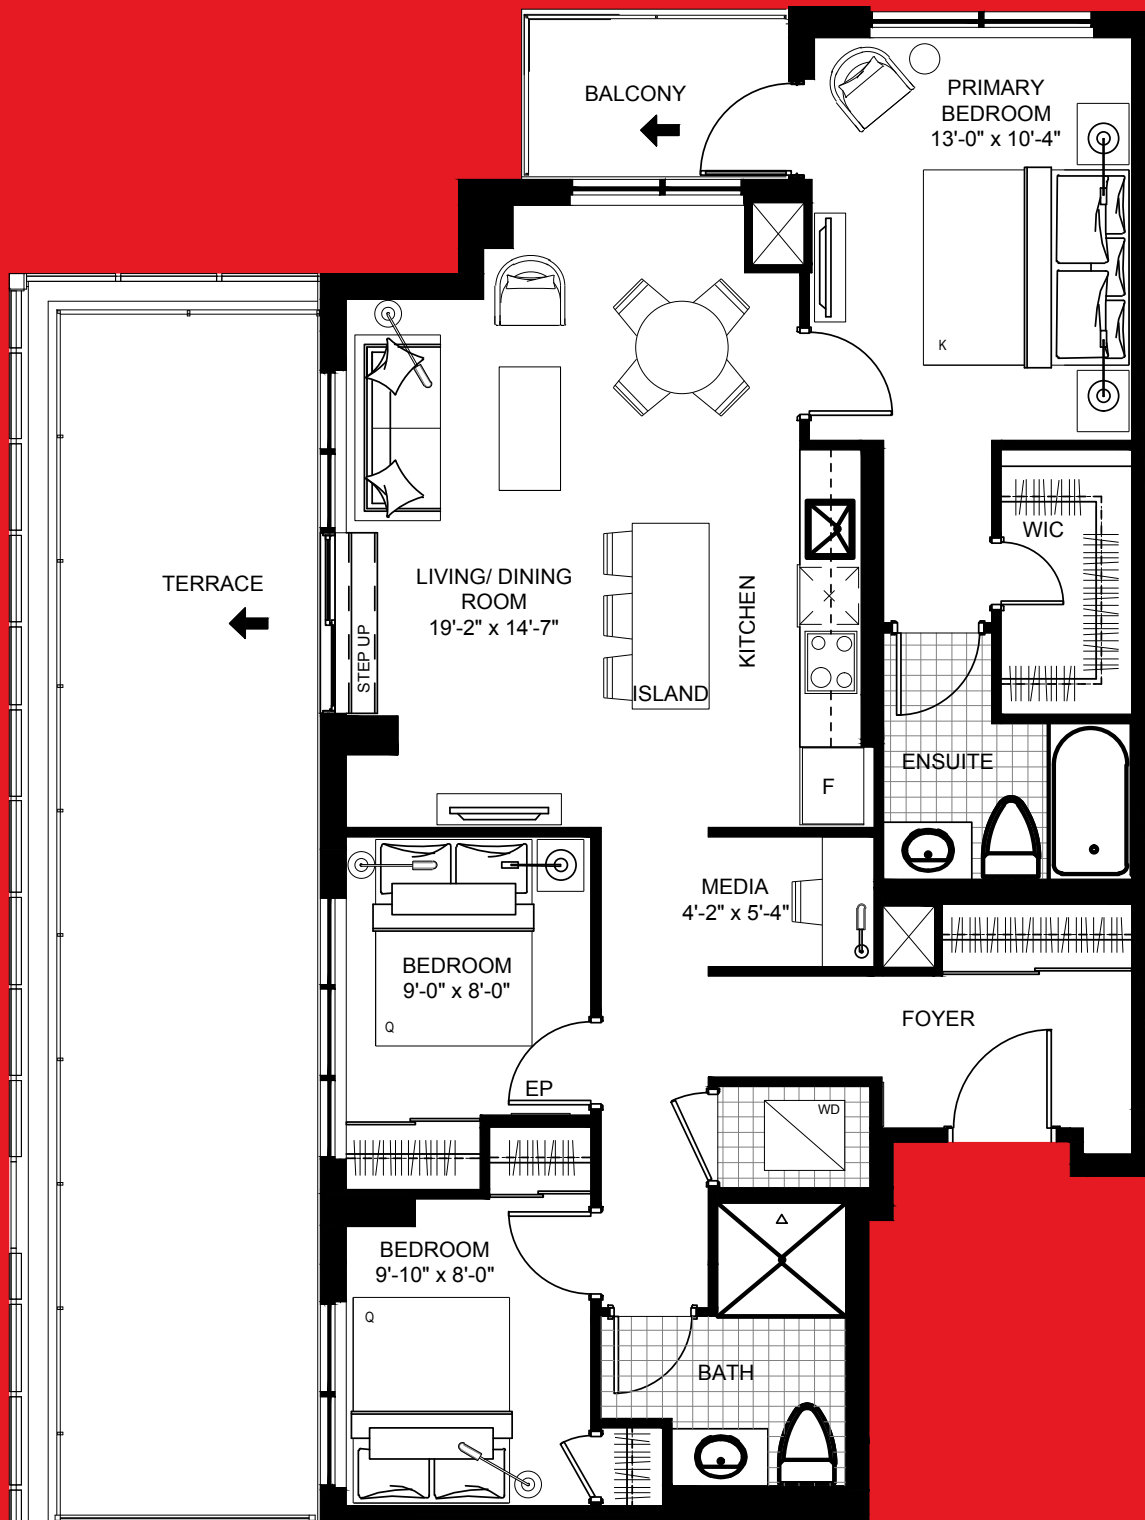 BALCONY
PRIMARY
BEDROOM
13'-0" x 10'-4"
K
WIC
TERRACE
LIVING/ DINING
ROOM
19'-2" x 14'-7"
STEP UP
KITCHEN
ISLAND
ENSUITE
F
MEDIA
4'-2" x 5'-4"
BEDROOM
9'-0" x 8'-0"
Q
FOYER
EP
WD
BEDROOM
9'-10" x 8'-0"
Q
BATH